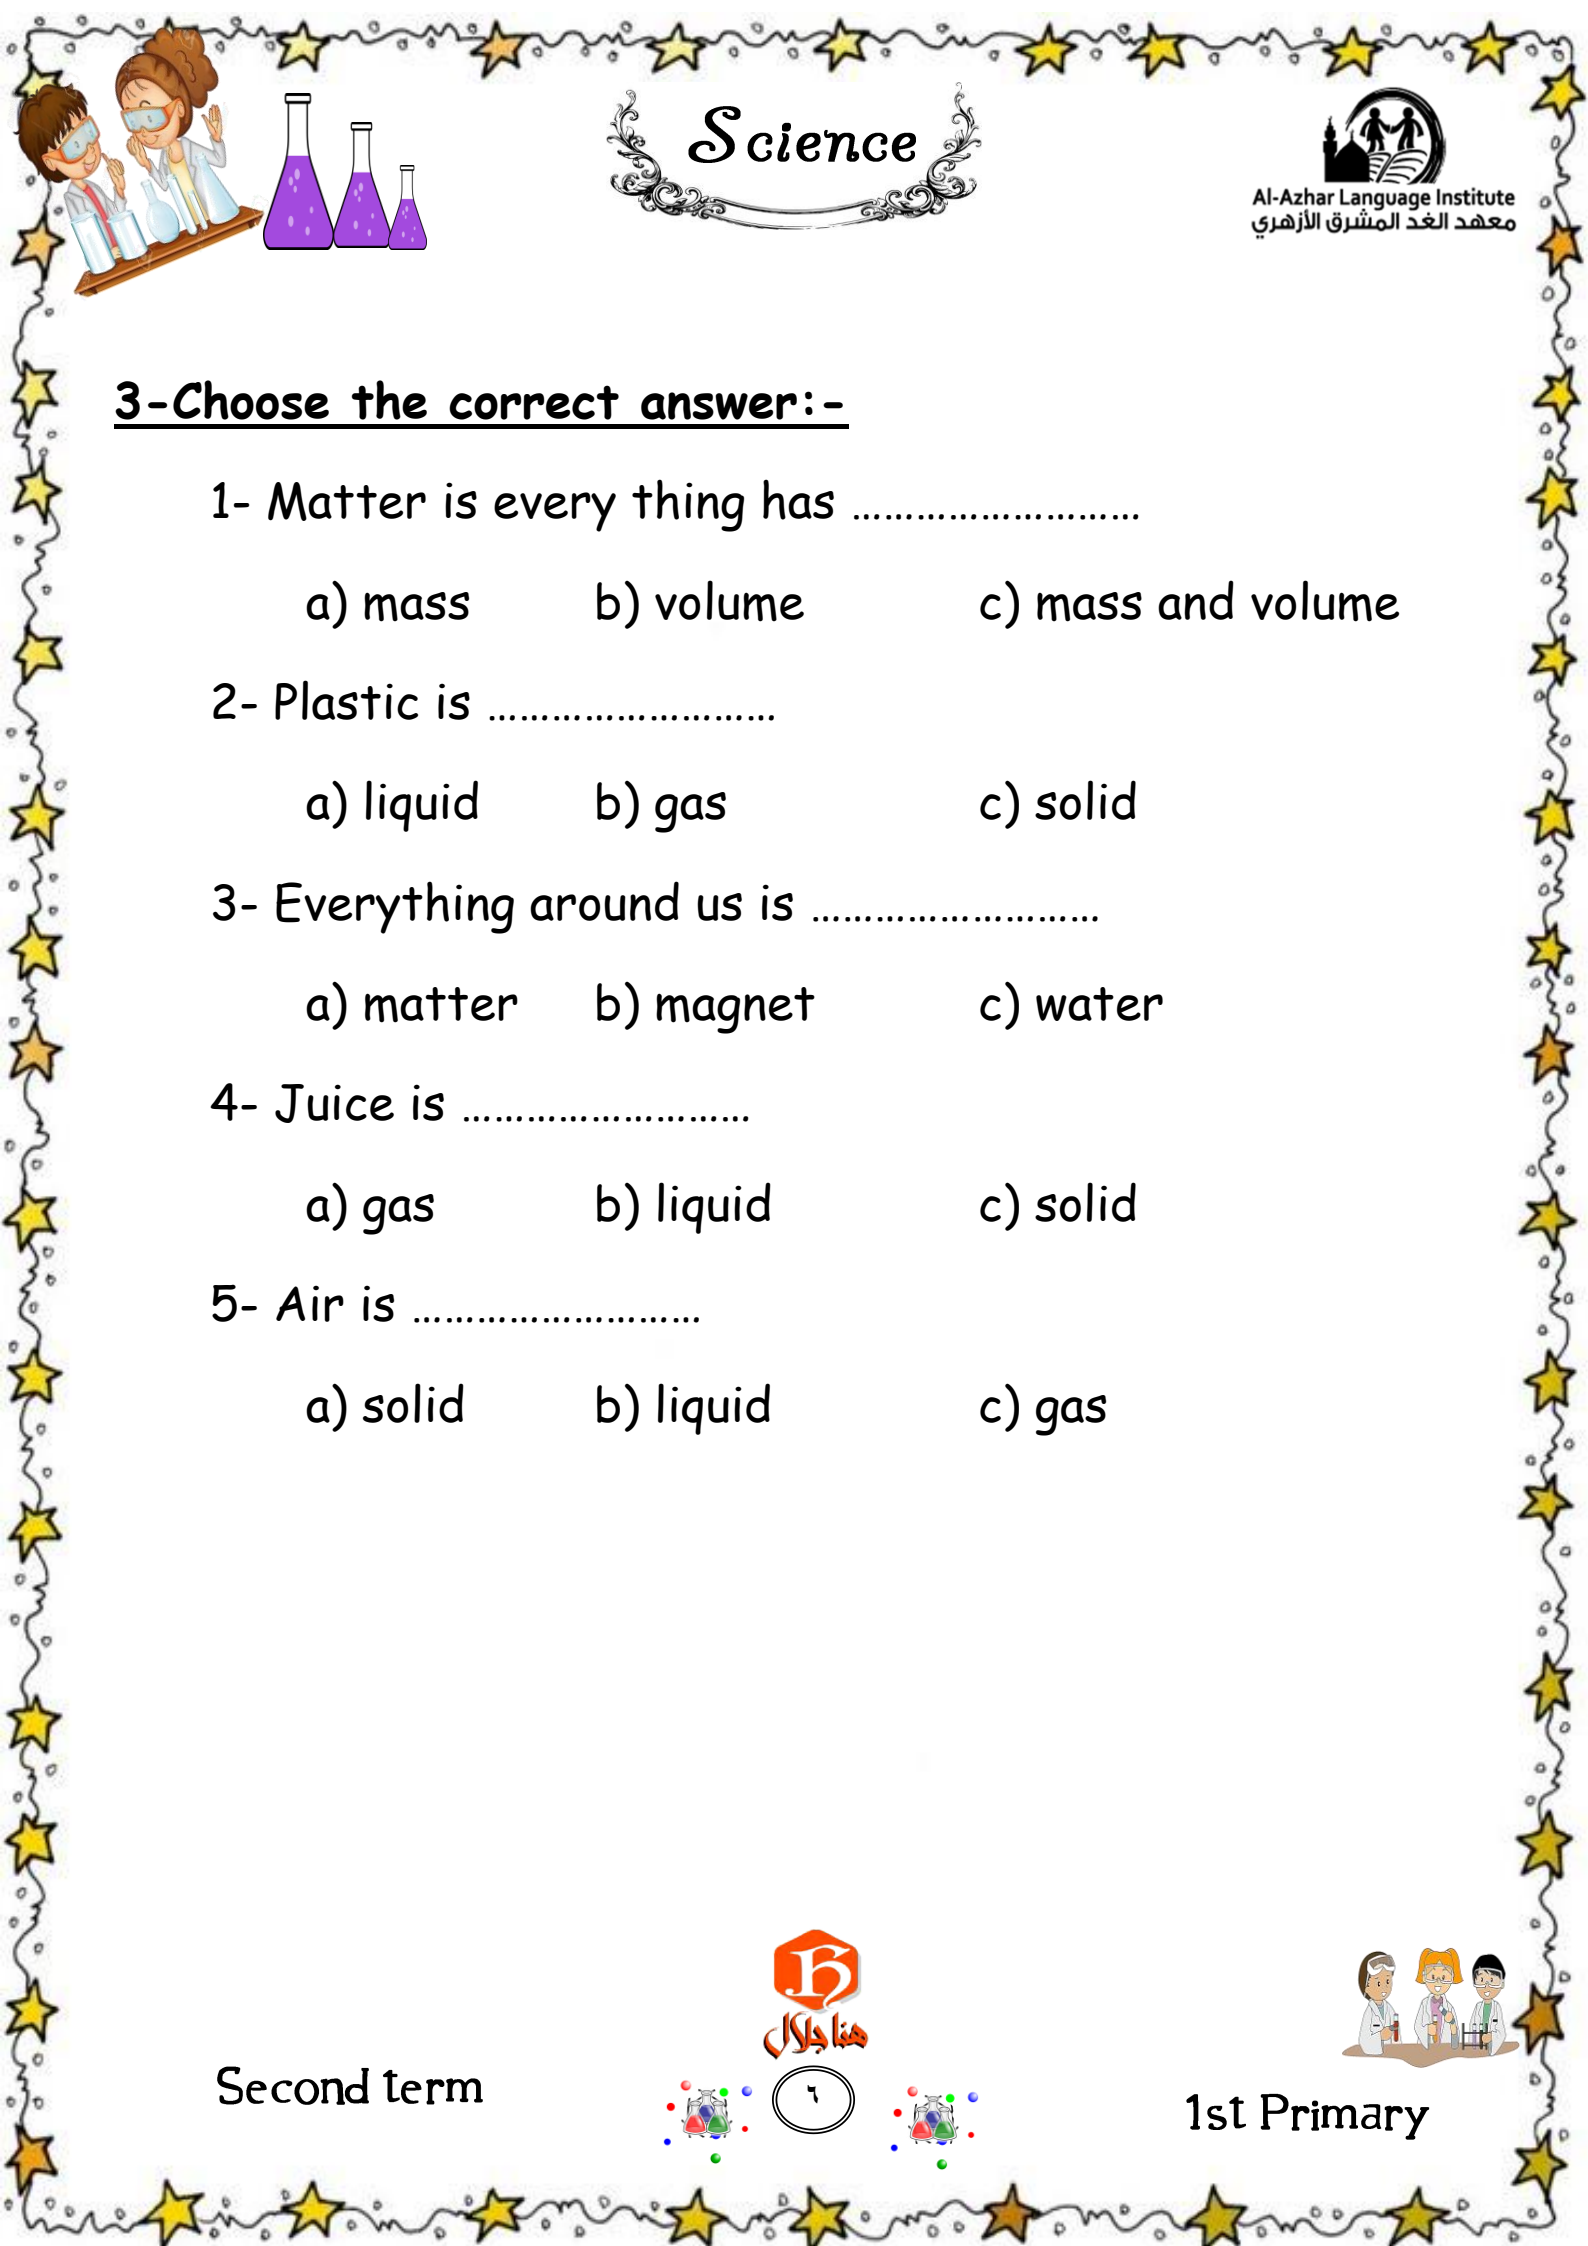 Science
Al-Azhar Language Institute
معهد الغد المشرق الأزهري
3-Choose the correct answer:-
1- Matter is every thing has ...........................
a) mass b) volume c) mass and volume
2- Plastic is ...........................
a) liquid b) gas c) solid
3- Everything around us is ...........................
a) matter b) magnet c) water
4- Juice is ...........................
a) gas b) liquid c) solid
5- Air is ...........................
a) solid b) liquid c) gas
H
هنا جلال
Second term
٦
1st Primary